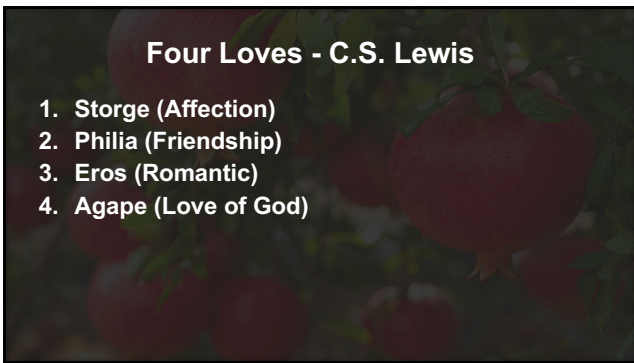 Four Loves - C.S. Lewis
1. Storge (Affection)
2. Philia (Friendship)
3. Eros (Romantic)
4. Agape (Love of God)